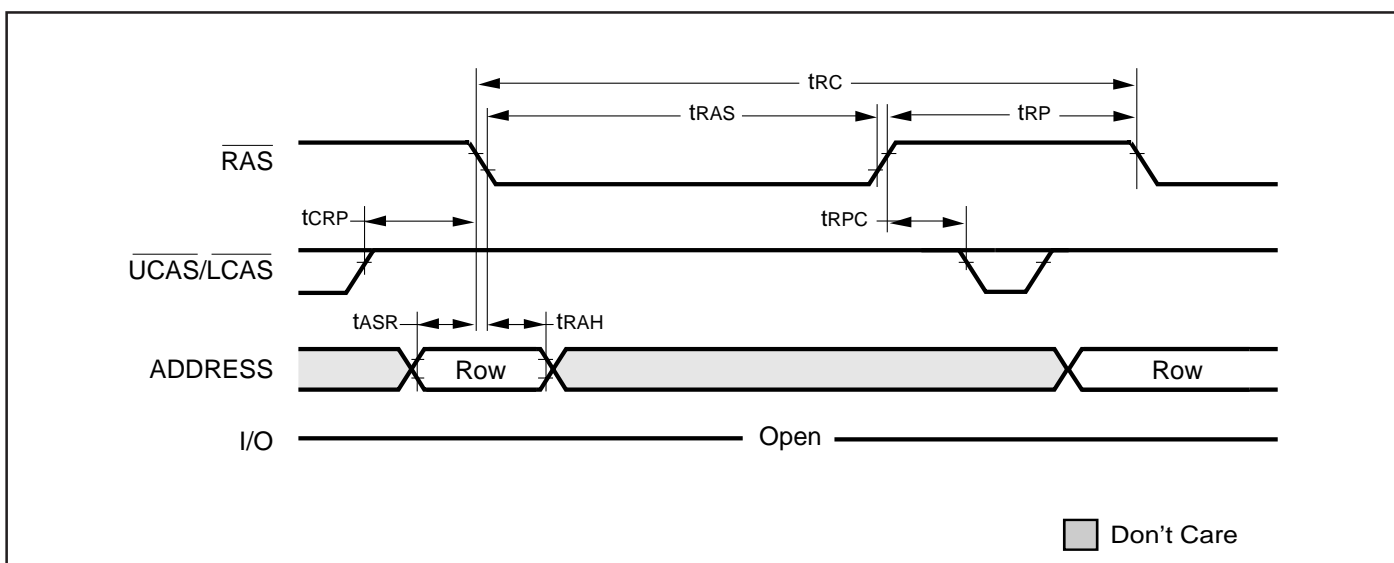 tRC
tRAS
tRP
RAS
tCRP
tRPC
UCAS/LCAS
tASR
tRAH
ADDRESS
Row
Row
I/O
Open
Don't Care